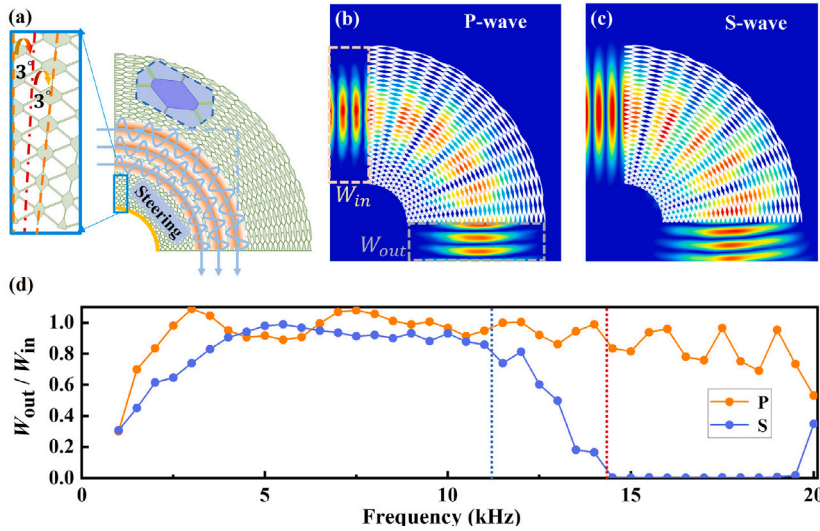 (a)
3°
3°
Steering
(b)
P-wave
W_in
W_out
(c)
S-wave
(d)
W_out / W_in
1.0
0.8
0.6
0.4
0.2
0.0
P
S
0 5 10 15 20
Frequency (kHz)